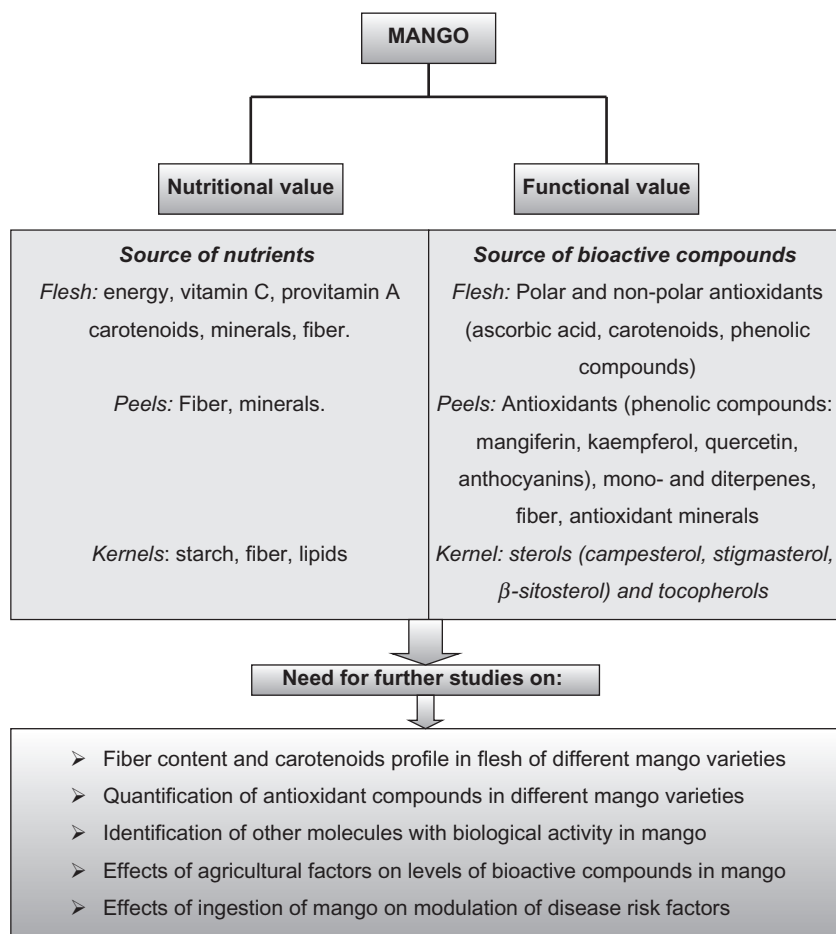 MANGO
Nutritional value
Functional value
Source of nutrients
Flesh: energy, vitamin C, provitamin A
carotenoids, minerals, fiber.
Peels: Fiber, minerals.
Kernels: starch, fiber, lipids
Source of bioactive compounds
Flesh: Polar and non-polar antioxidants
(ascorbic acid, carotenoids, phenolic
compounds)
Peels: Antioxidants (phenolic compounds:
mangiferin, kaempferol, quercetin,
anthocyanins), mono- and diterpenes,
fiber, antioxidant minerals
Kernel: sterols (campesterol, stigmasterol,
β-sitosterol) and tocopherols
Need for further studies on:
➢ Fiber content and carotenoids profile in flesh of different mango varieties
➢ Quantification of antioxidant compounds in different mango varieties
➢ Identification of other molecules with biological activity in mango
➢ Effects of agricultural factors on levels of bioactive compounds in mango
➢ Effects of ingestion of mango on modulation of disease risk factors